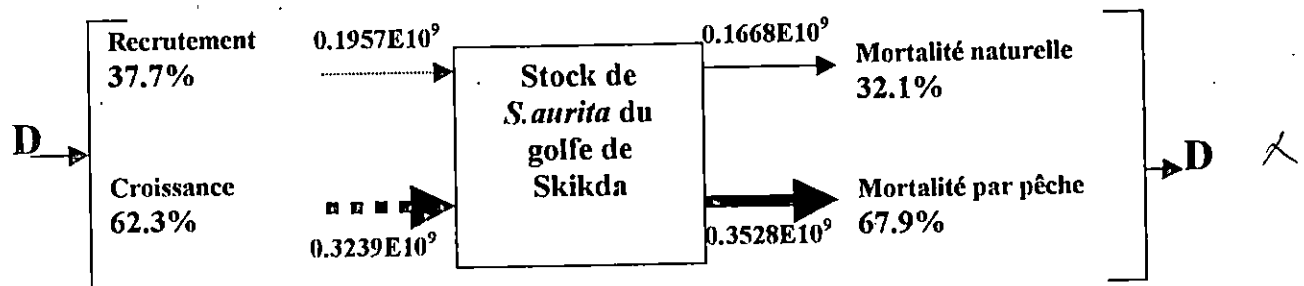 Recrutement
37.7%
0.1957E10⁹
Stock de
S.aurita du
golfe de
Skikda
0.1668E10⁹
Mortalité naturelle
32.1%
D
D
Croissance
62.3%
0.3239E10⁹
0.3528E10⁹
Mortalité par pêche
67.9%